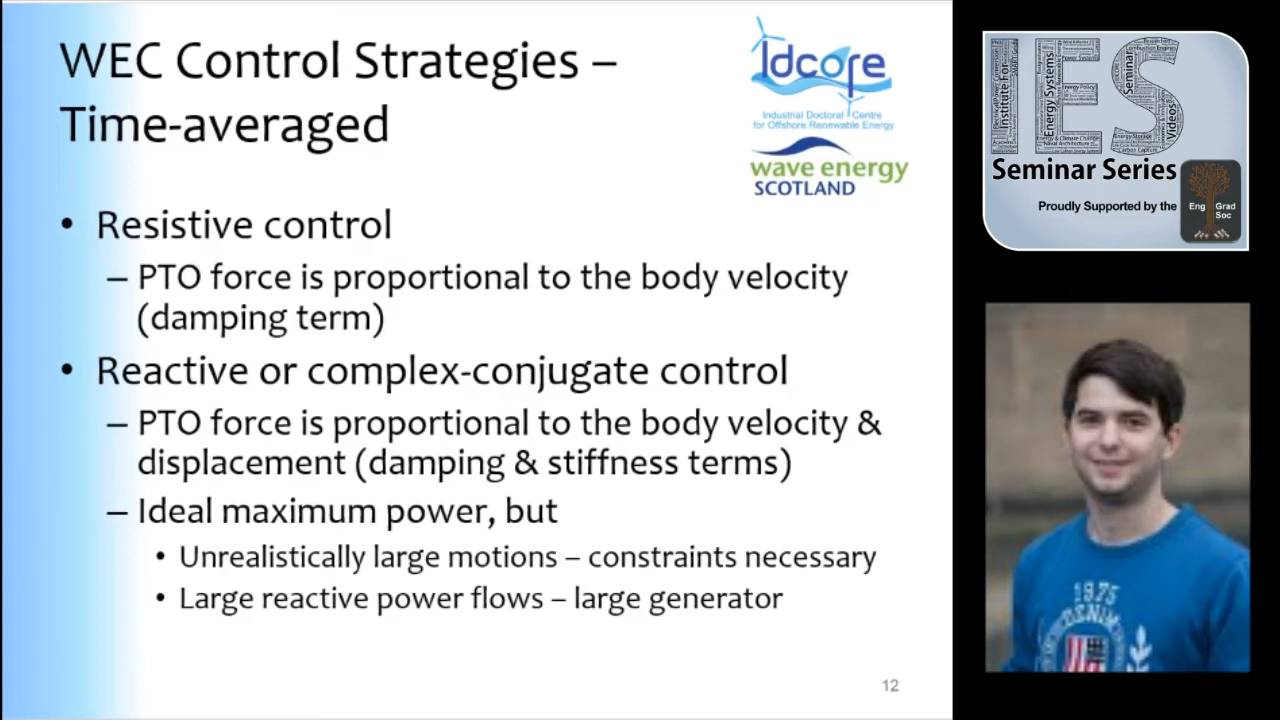 WEC Control Strategies –
Time-averaged
Idcore
Industrial Doctoral Centre
for Offshore Renewable Energy
wave energy
SCOTLAND
• Resistive control
– PTO force is proportional to the body velocity
(damping term)
• Reactive or complex-conjugate control
– PTO force is proportional to the body velocity &
displacement (damping & stiffness terms)
– Ideal maximum power, but
• Unrealistically large motions – constraints necessary
• Large reactive power flows – large generator
12
IES
Seminar Series
Proudly Supported by the
Eng Grad
Soc
1975
DENIM